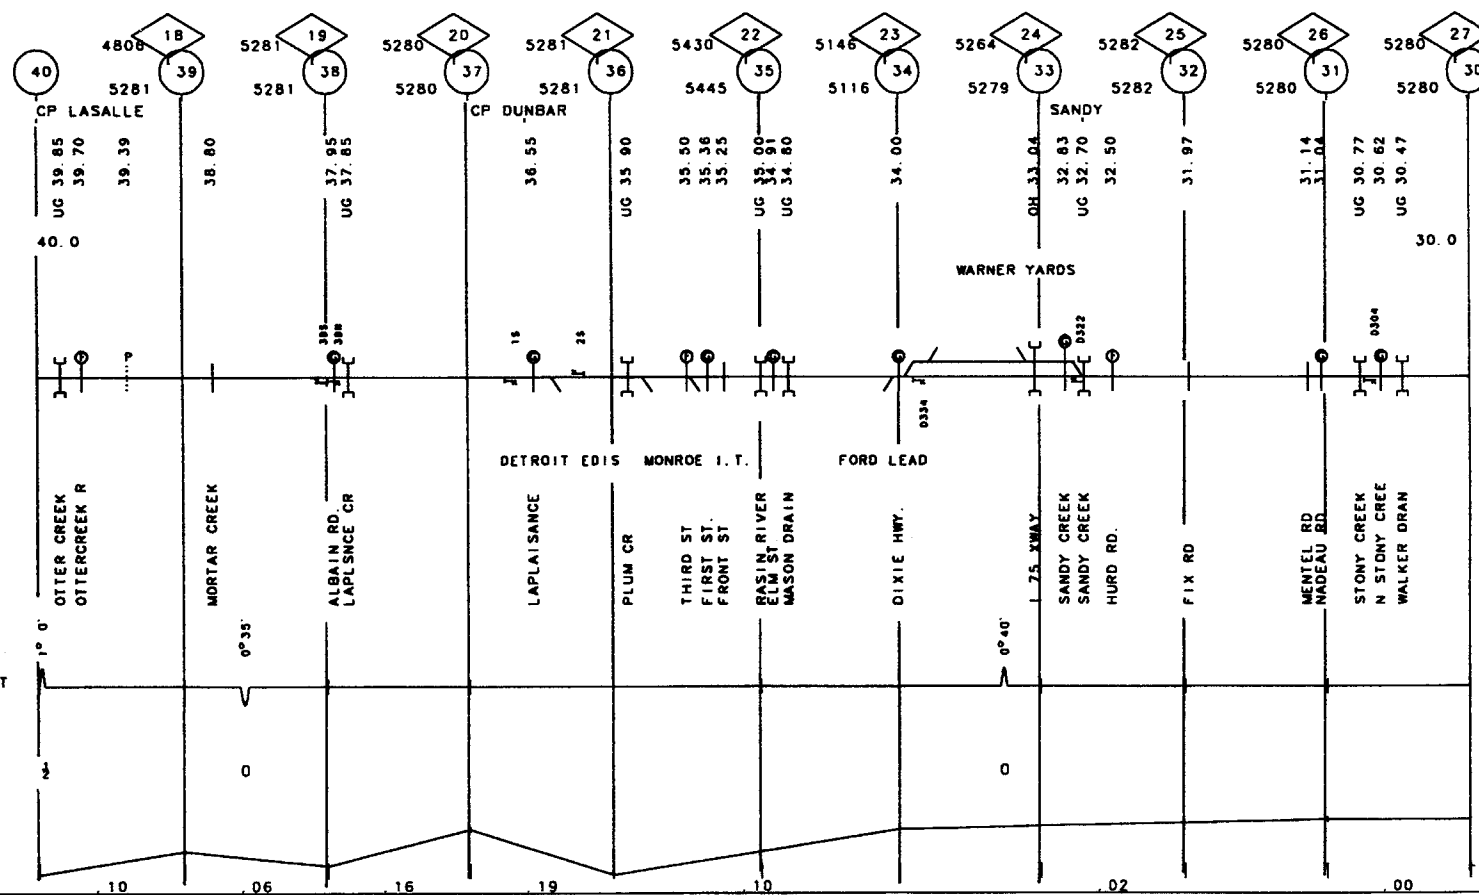 18 19 20 21 22 23 24 25 26 27
4806 5281 5280 5281 5430 5146 5264 5282 5280 5280
40 39 38 37 36 35 34 33 32 31 30
5281 5281 5280 5281 5445 5116 5279 5282 5280 5280
CP LASALLE CP DUNBAR SANDY
UG 39.85
39.70
39.39
38.80
37.95
UG 37.85
36.55
UG 35.90
35.50
35.36
35.25
UG 35.00
34.91
UG 34.80
34.00
OH 33.04
32.83
UG 32.70
32.50
31.97
31.14
31.04
UG 30.77
30.62
UG 30.47
40.0 30.0
WARNER YARDS
P
1S
2S
D334
D322
D304
DETROIT EDIS MONROE I.T. FORD LEAD
OTTER CREEK
OTTERCREEK R
MORTAR CREEK
ALBAIN RD.
LAPLSNCE CR
LAPLAISANCE
PLUM CR
THIRD ST
FIRST ST.
FRONT ST
RASIN RIVER
ELM ST
MASON DRAIN
DIXIE HWY.
I 75 XWAY
SANDY CREEK
SANDY CREEK
HURD RD.
FIX RD
MENTEL RD
NADEAU RD
STONY CREEK
N STONY CREE
WALKER DRAN
1° 0' 0°35' 0°40'
T
½ 0 0
.10 .06 .16 .19 .10 .02 .00